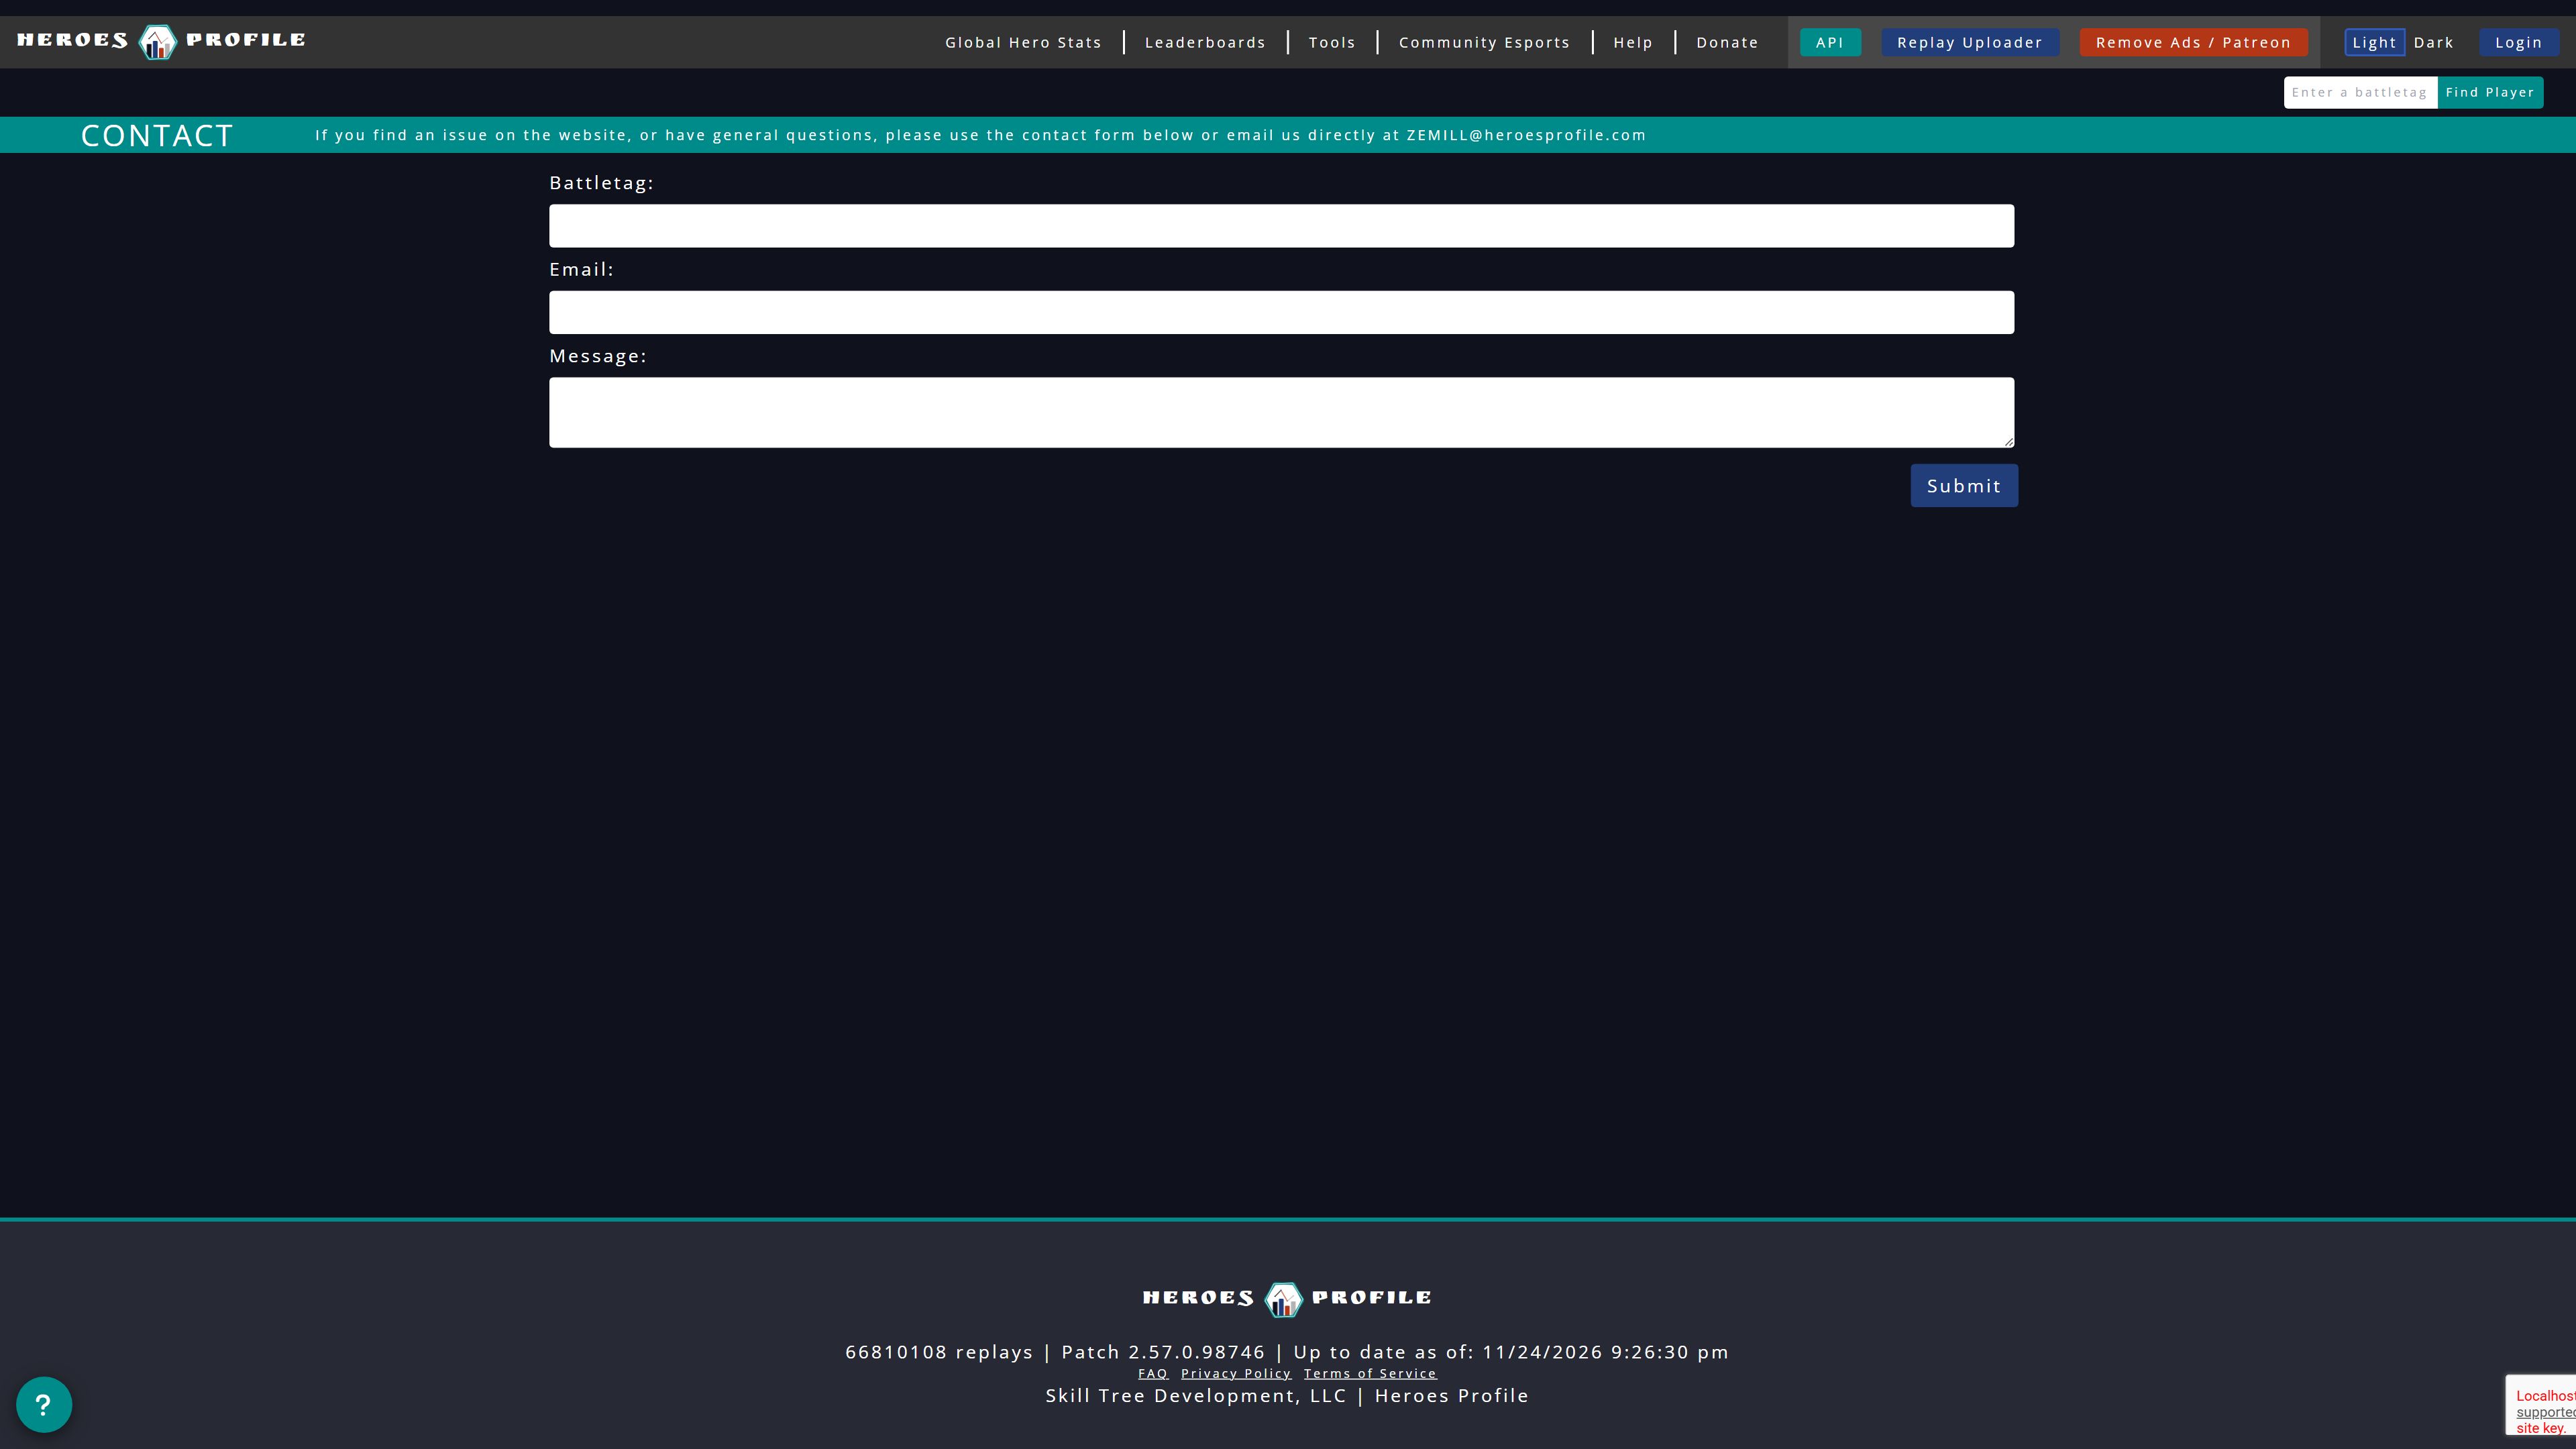 HEROES PROFILE
Global Hero Stats Leaderboards Tools Community Esports Help Donate API Replay Uploader Remove Ads / Patreon Light Dark Login
Enter a battletag Find Player
CONTACT If you find an issue on the website, or have general questions, please use the contact form below or email us directly at ZEMILL@heroesprofile.com
Battletag:
Email:
Message:
Submit
HEROES PROFILE
66810108 replays | Patch 2.57.0.98746 | Up to date as of: 11/24/2026 9:26:30 pm
FAQ Privacy Policy Terms of Service
Skill Tree Development, LLC | Heroes Profile
?
Localhost
supported
site key.